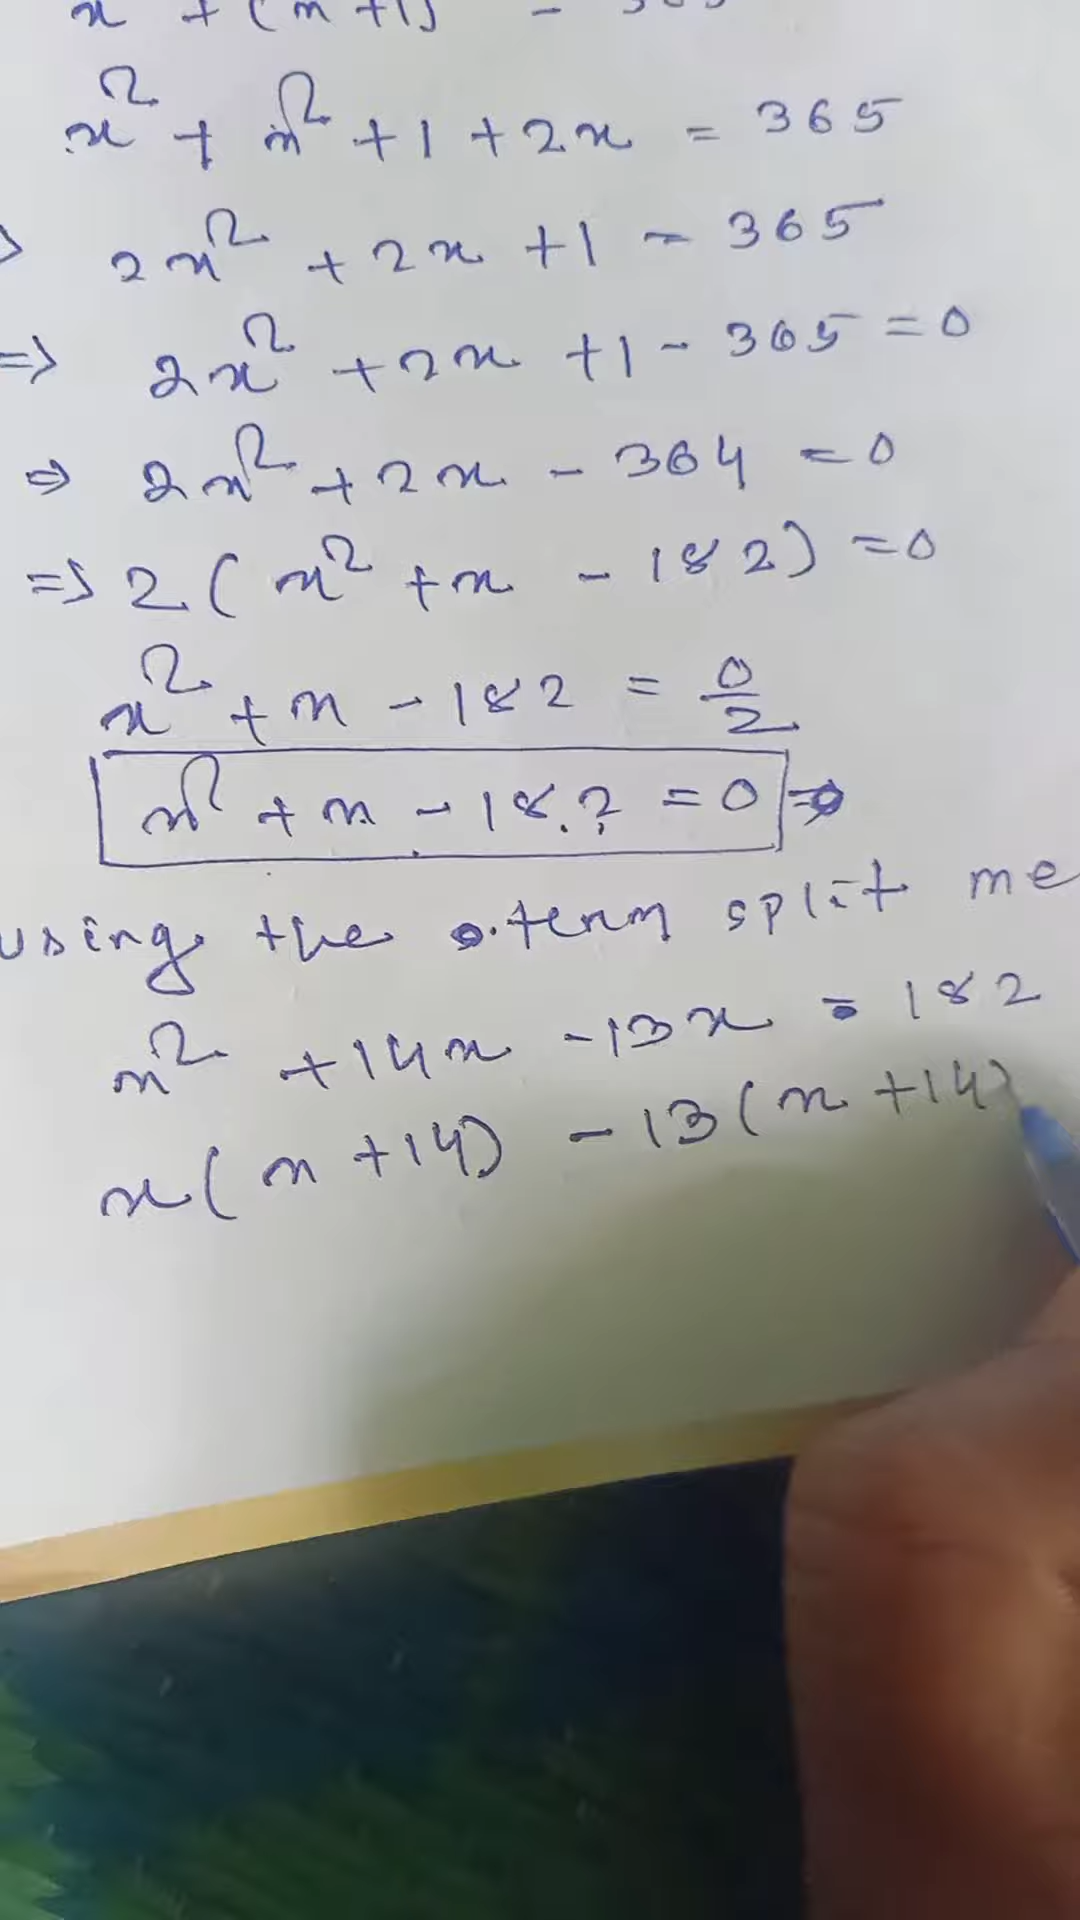 x² + x² + 1 + 2x = 365
2x² + 2x + 1 = 365
=> 2x² + 2x + 1 - 365 = 0
=> 2x² + 2x - 364 = 0
=> 2(x² + x - 182) = 0
x² + x - 182 = 0/2
x² + x - 182 = 0 =>
using the term split me
x² + 14x - 13x - 182
x(x + 14) - 13(x + 14)